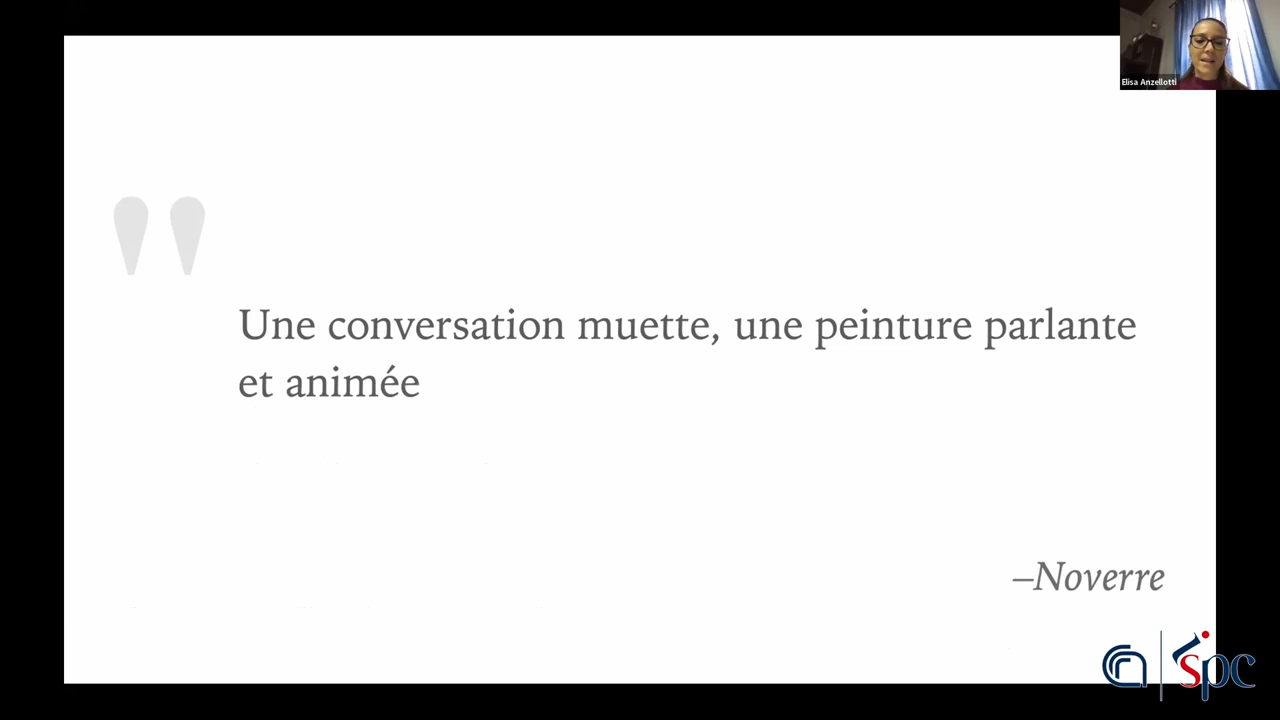 Elisa Anzellotti
"
Une conversation muette, une peinture parlante
et animée
–Noverre
spc